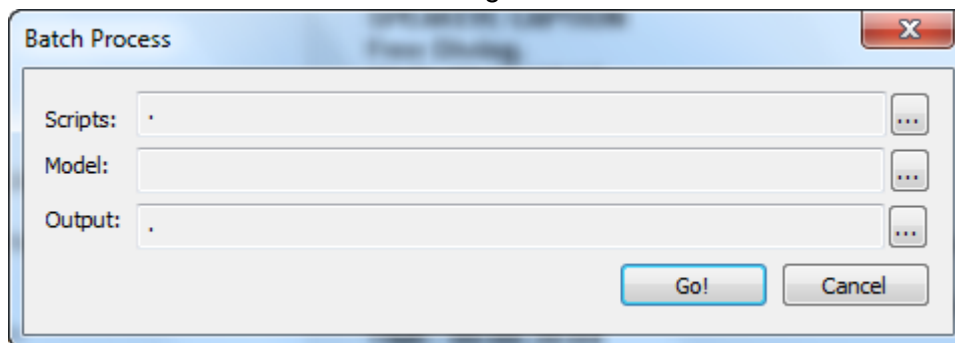 Batch Process
Scripts: .
...
Model:
...
Output: .
...
Go! Cancel